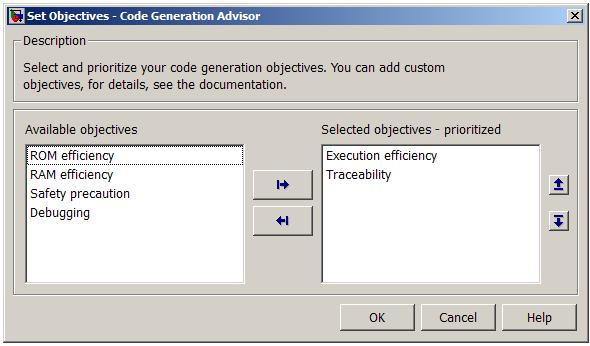 Set Objectives - Code Generation Advisor
Description
Select and prioritize your code generation objectives. You can add custom
objectives, for details, see the documentation.
Available objectives
ROM efficiency
RAM efficiency
Safety precaution
Debugging
Selected objectives - prioritized
Execution efficiency
Traceability
OK
Cancel
Help